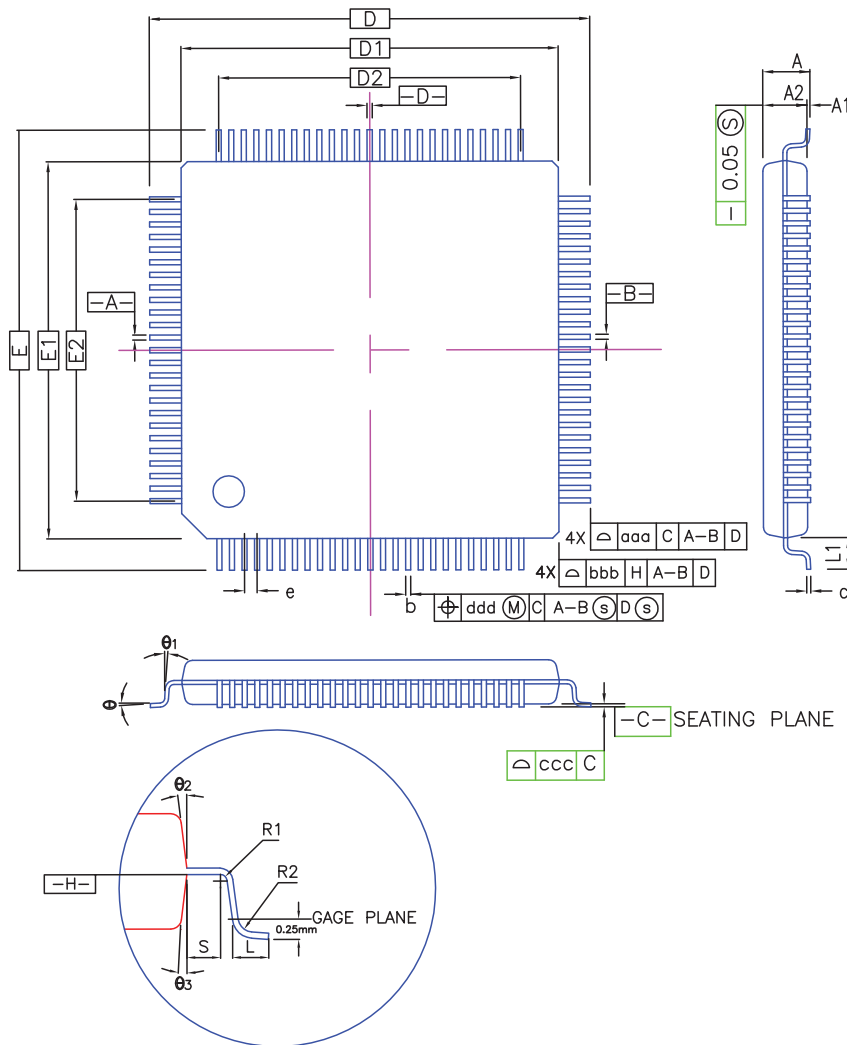 D
D1
D2
-D-
A
A2
A1
- 0.05 Ⓢ
-A-
-B-
E
E1
E2
4X ⌓ aaa C A-B D
4X ⌓ bbb H A-B D
e
b
⌖ ddd Ⓜ C A-B ⓢ D ⓢ
L1
c
θ1
θ
-C- SEATING PLANE
⌓ ccc C
θ2
R1
R2
-H-
GAGE PLANE
0.25mm
S
L
θ3